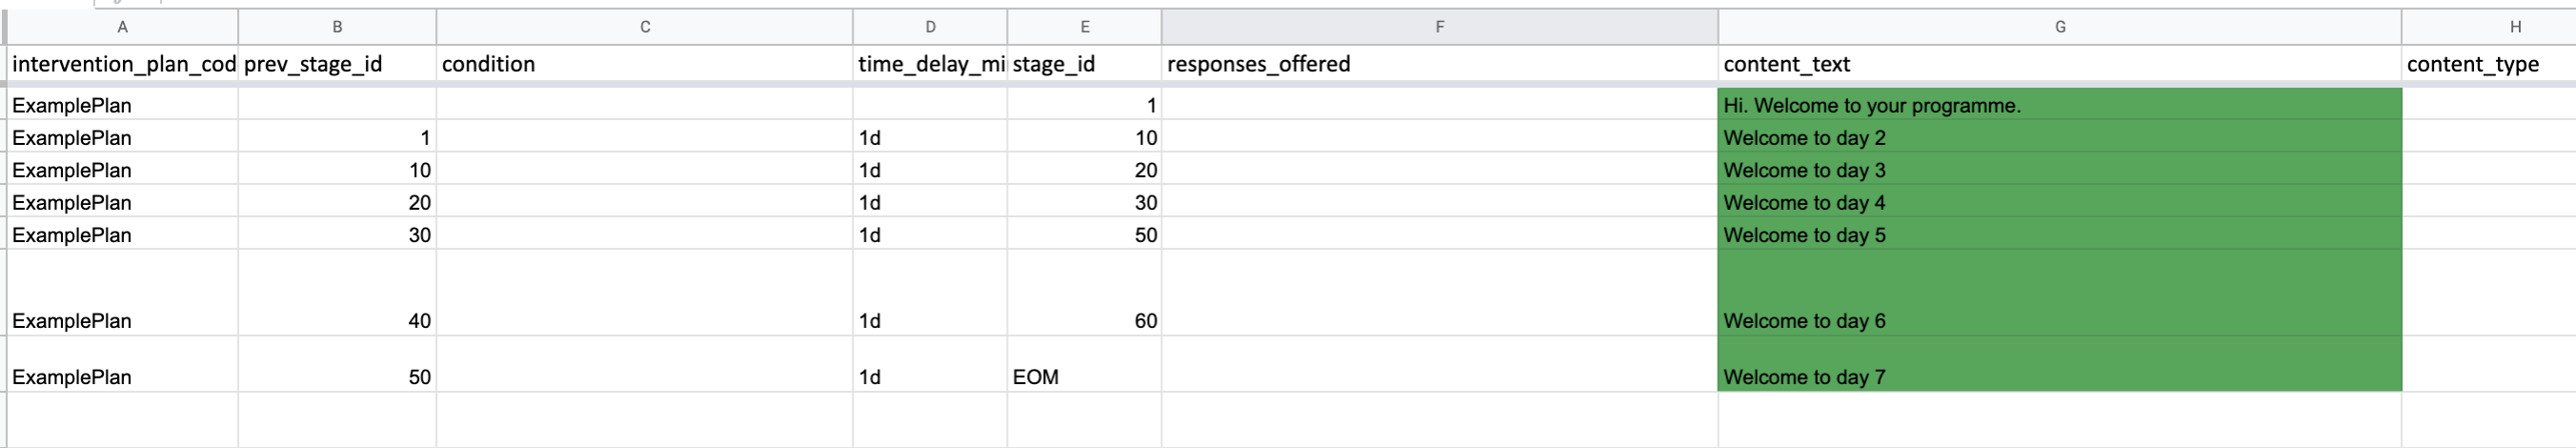 A B C D E F G H
intervention_plan_cod prev_stage_id condition time_delay_mi stage_id responses_offered content_text content_type
ExamplePlan 1 Hi. Welcome to your programme.
ExamplePlan 1 1d 10 Welcome to day 2
ExamplePlan 10 1d 20 Welcome to day 3
ExamplePlan 20 1d 30 Welcome to day 4
ExamplePlan 30 1d 50 Welcome to day 5
ExamplePlan 40 1d 60 Welcome to day 6
ExamplePlan 50 1d EOM Welcome to day 7